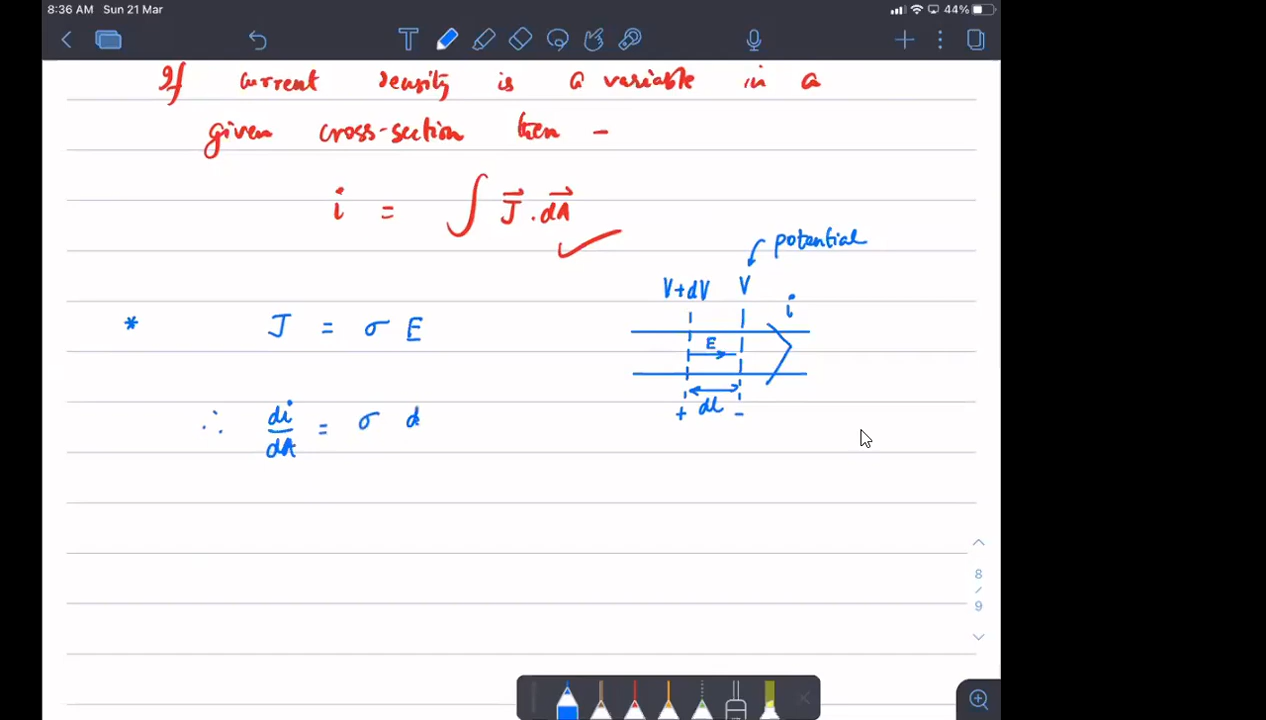 8:36 AM Sun 21 Mar
44%
If current density is a variable in a
given cross-section then -
i = ∫ J⃗ . dA⃗
potential
V+dV V
i
* J = σ E
E
+ dl -
∴ di/dA = σ d
8
/
9